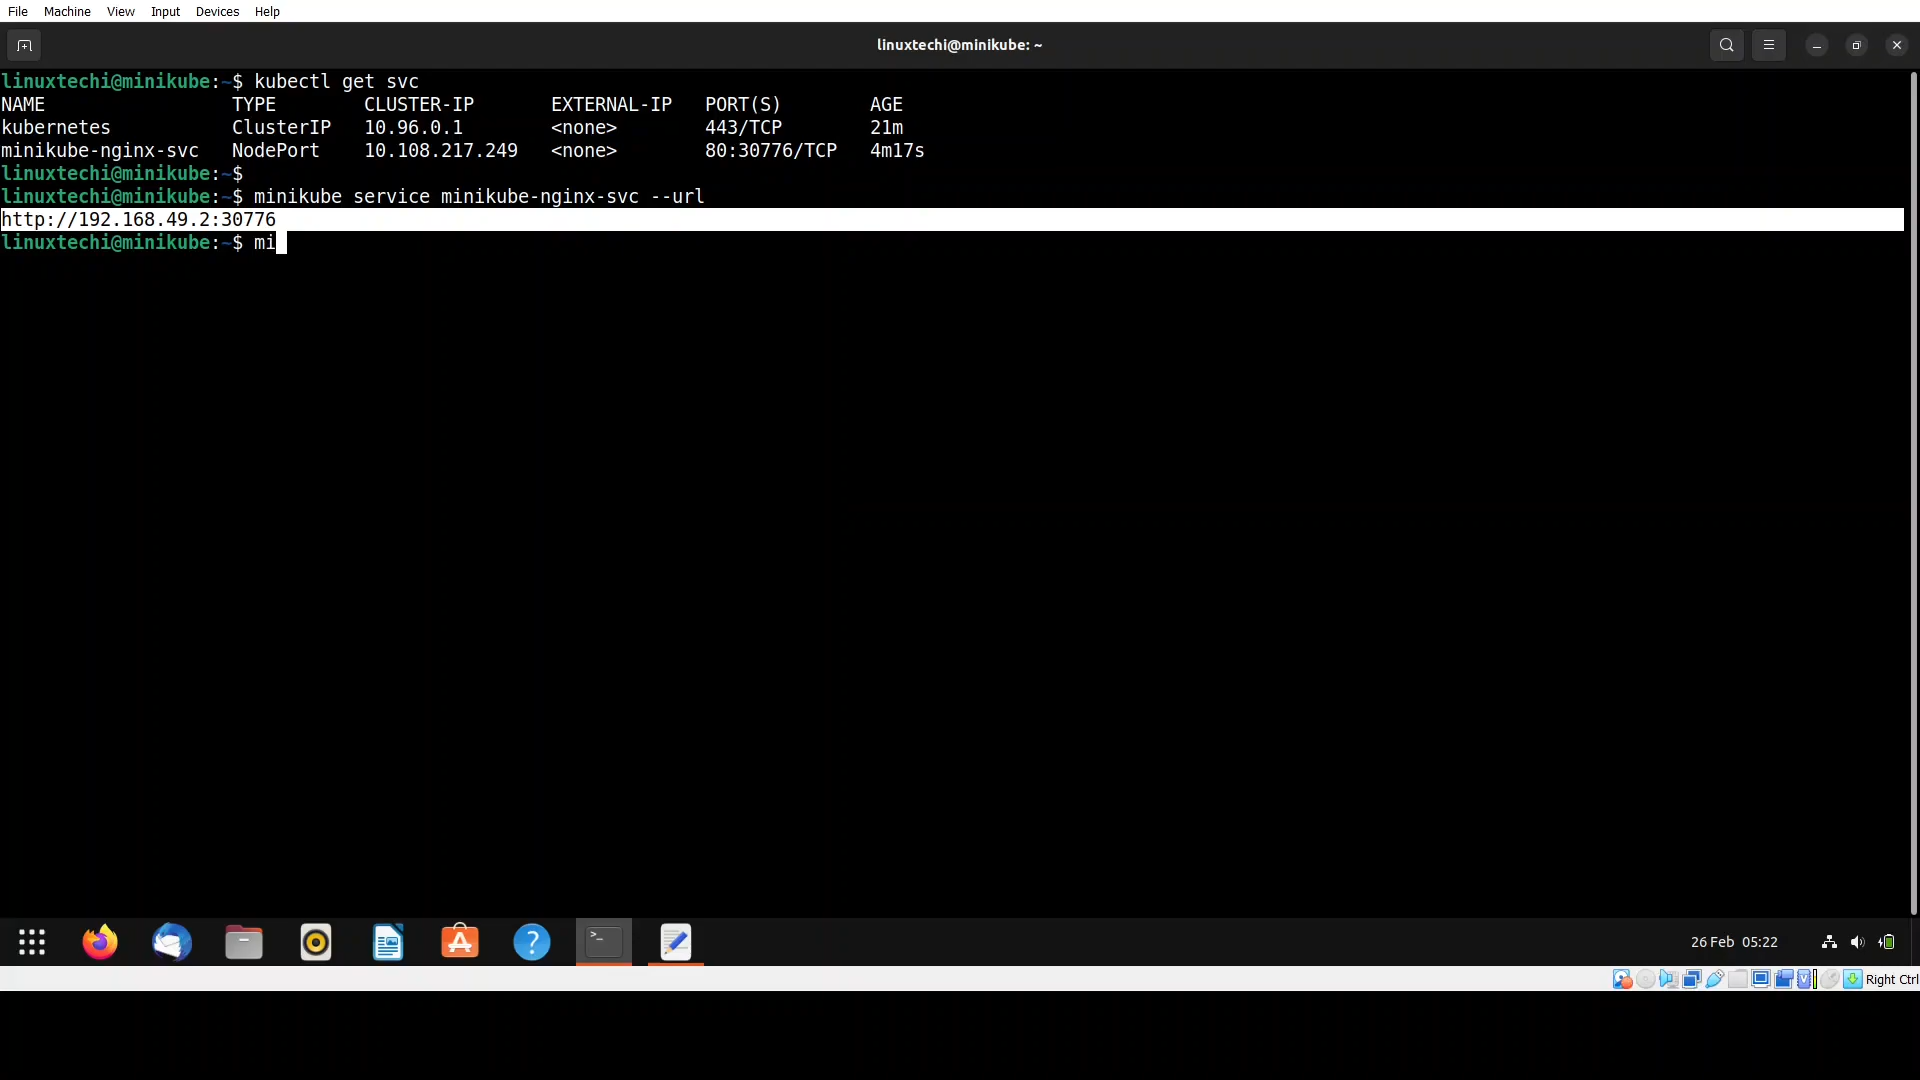 File Machine View Input Devices Help
linuxtechi@minikube: ~
linuxtechi@minikube:~$ kubectl get svc
NAME TYPE CLUSTER-IP EXTERNAL-IP PORT(S) AGE
kubernetes ClusterIP 10.96.0.1 <none> 443/TCP 21m
minikube-nginx-svc NodePort 10.108.217.249 <none> 80:30776/TCP 4m17s
linuxtechi@minikube:~$
linuxtechi@minikube:~$ minikube service minikube-nginx-svc --url
http://192.168.49.2:30776
linuxtechi@minikube:~$ mi
26 Feb 05:22
Right Ctrl